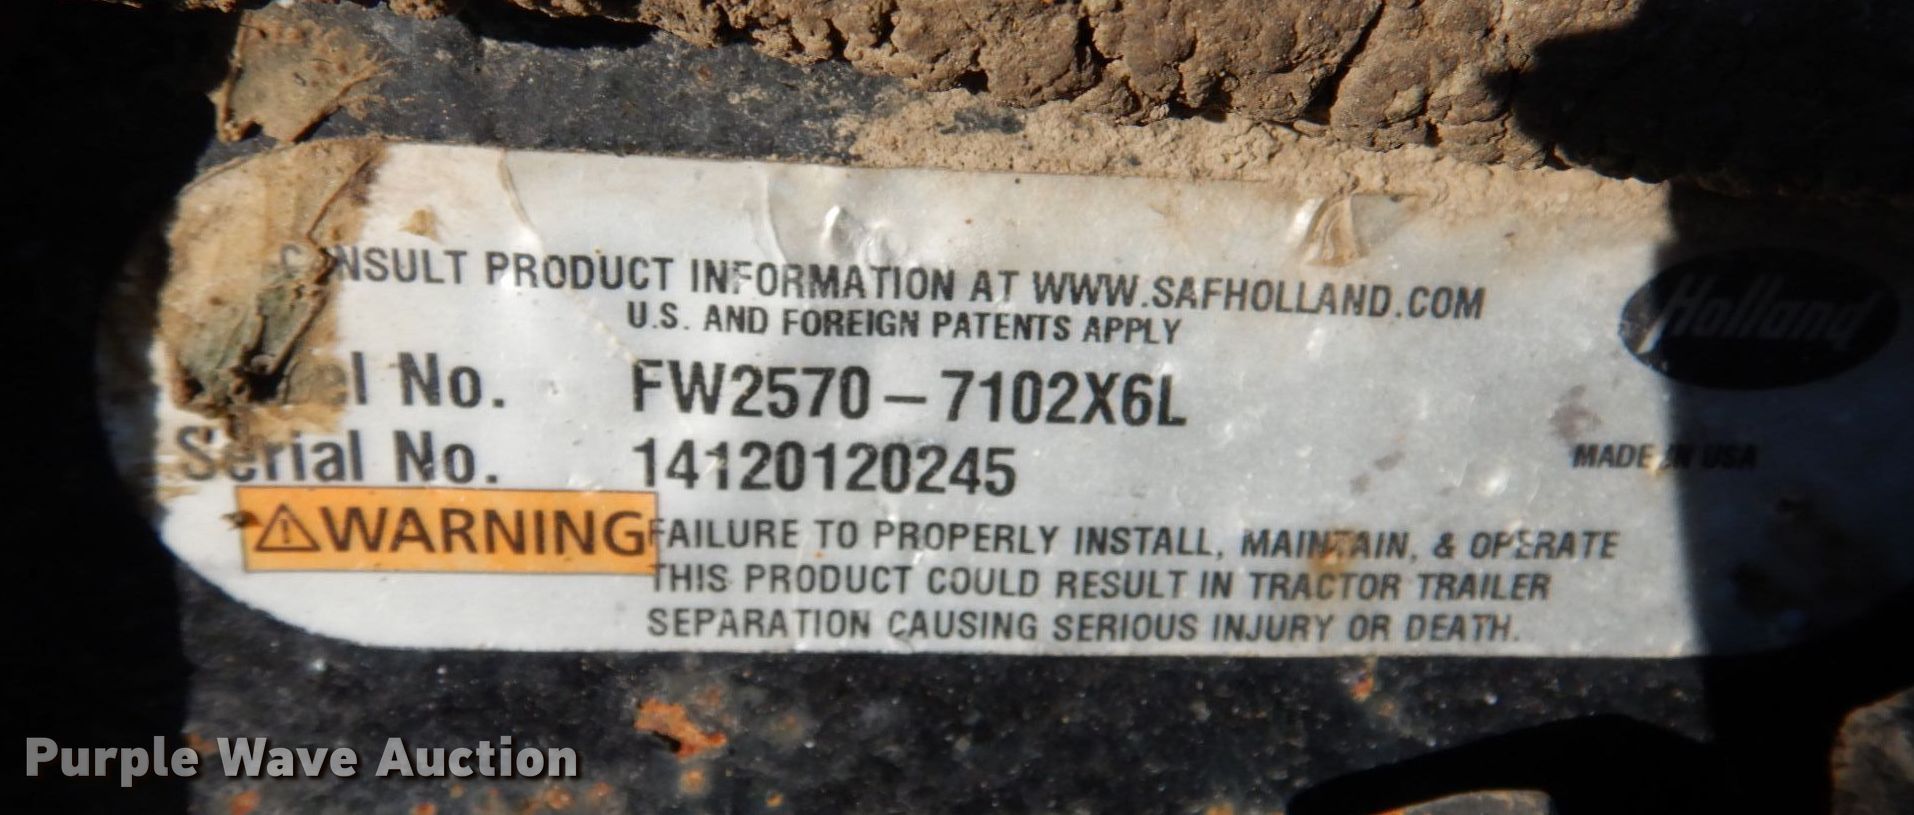 CONSULT PRODUCT INFORMATION AT WWW.SAFHOLLAND.COM
U.S. AND FOREIGN PATENTS APPLY
Holland
el No. FW2570-7102X6L
Serial No. 14120120245
MADE IN USA
⚠WARNING FAILURE TO PROPERLY INSTALL, MAINTAIN, & OPERATE
THIS PRODUCT COULD RESULT IN TRACTOR TRAILER
SEPARATION CAUSING SERIOUS INJURY OR DEATH.
Purple Wave Auction